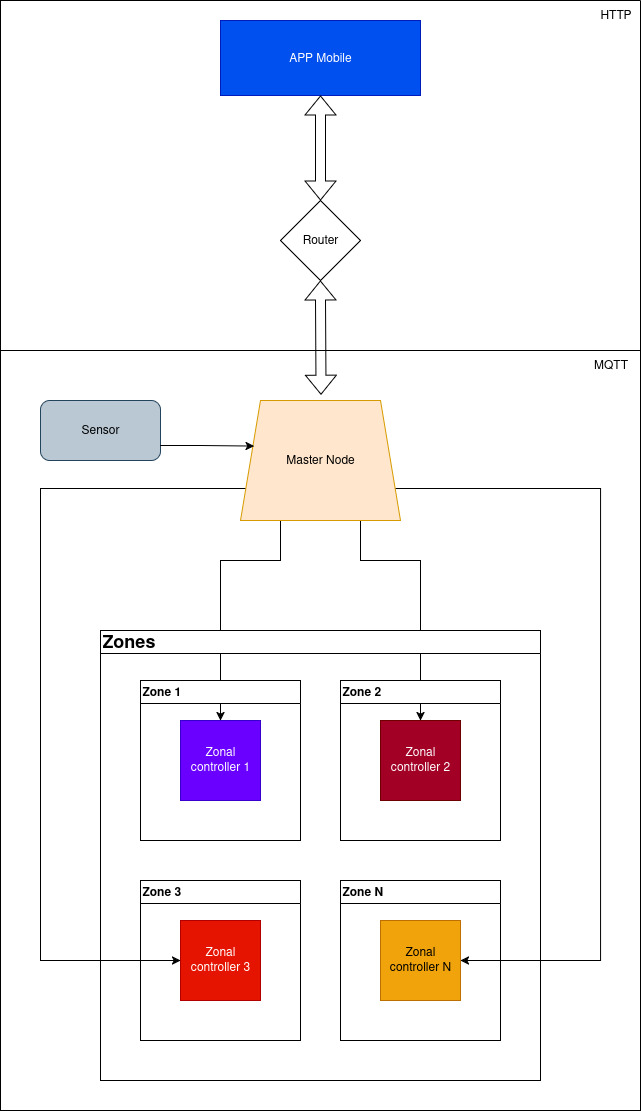 HTTP
APP Mobile
Router
MQTT
Sensor
Master Node
Zones
Zone 1
Zone 2
Zonal
controller 1
Zonal
controller 2
Zone 3
Zone N
Zonal
controller 3
Zonal
controller N